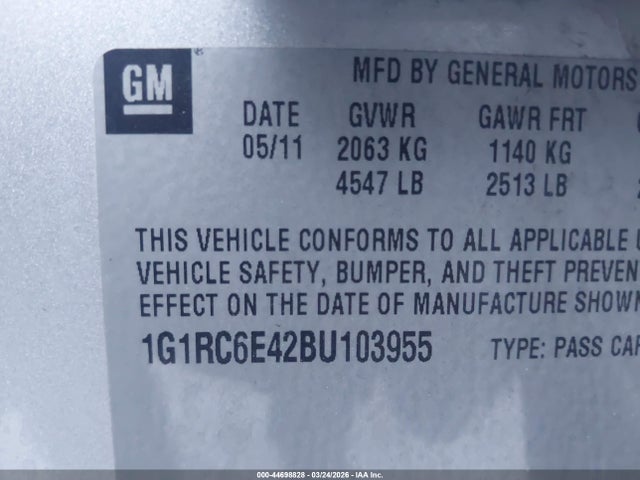 GM
®
MFD BY GENERAL MOTORS
DATE GVWR GAWR FRT
05/11 2063 KG 1140 KG
4547 LB 2513 LB
THIS VEHICLE CONFORMS TO ALL APPLICABLE
VEHICLE SAFETY, BUMPER, AND THEFT PREVEN
EFFECT ON THE DATE OF MANUFACTURE SHOWN
1G1RC6E42BU103955 TYPE: PASS CAR
000-44698828 - 03/24/2026 - IAA Inc.